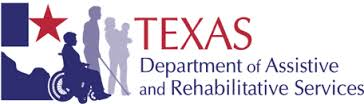 TEXAS
Department of Assistive
and Rehabilitative Services